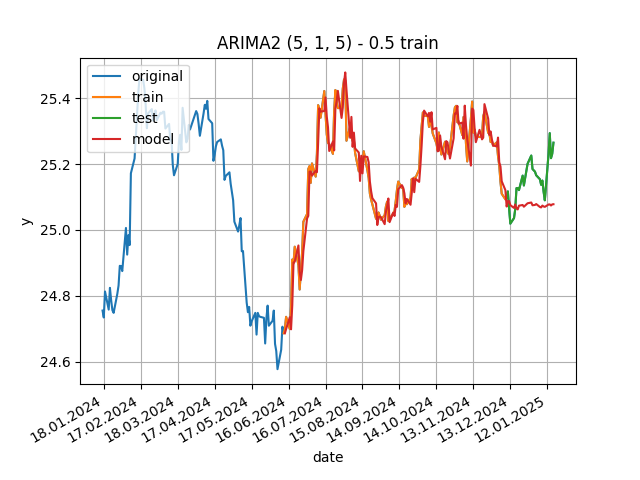 ARIMA2 (5, 1, 5) - 0.5 train
original
train
test
model
y
25.4
25.2
25.0
24.8
24.6
18.01.2024
17.02.2024
18.03.2024
17.04.2024
17.05.2024
16.06.2024
16.07.2024
15.08.2024
14.09.2024
14.10.2024
13.11.2024
13.12.2024
12.01.2025
date